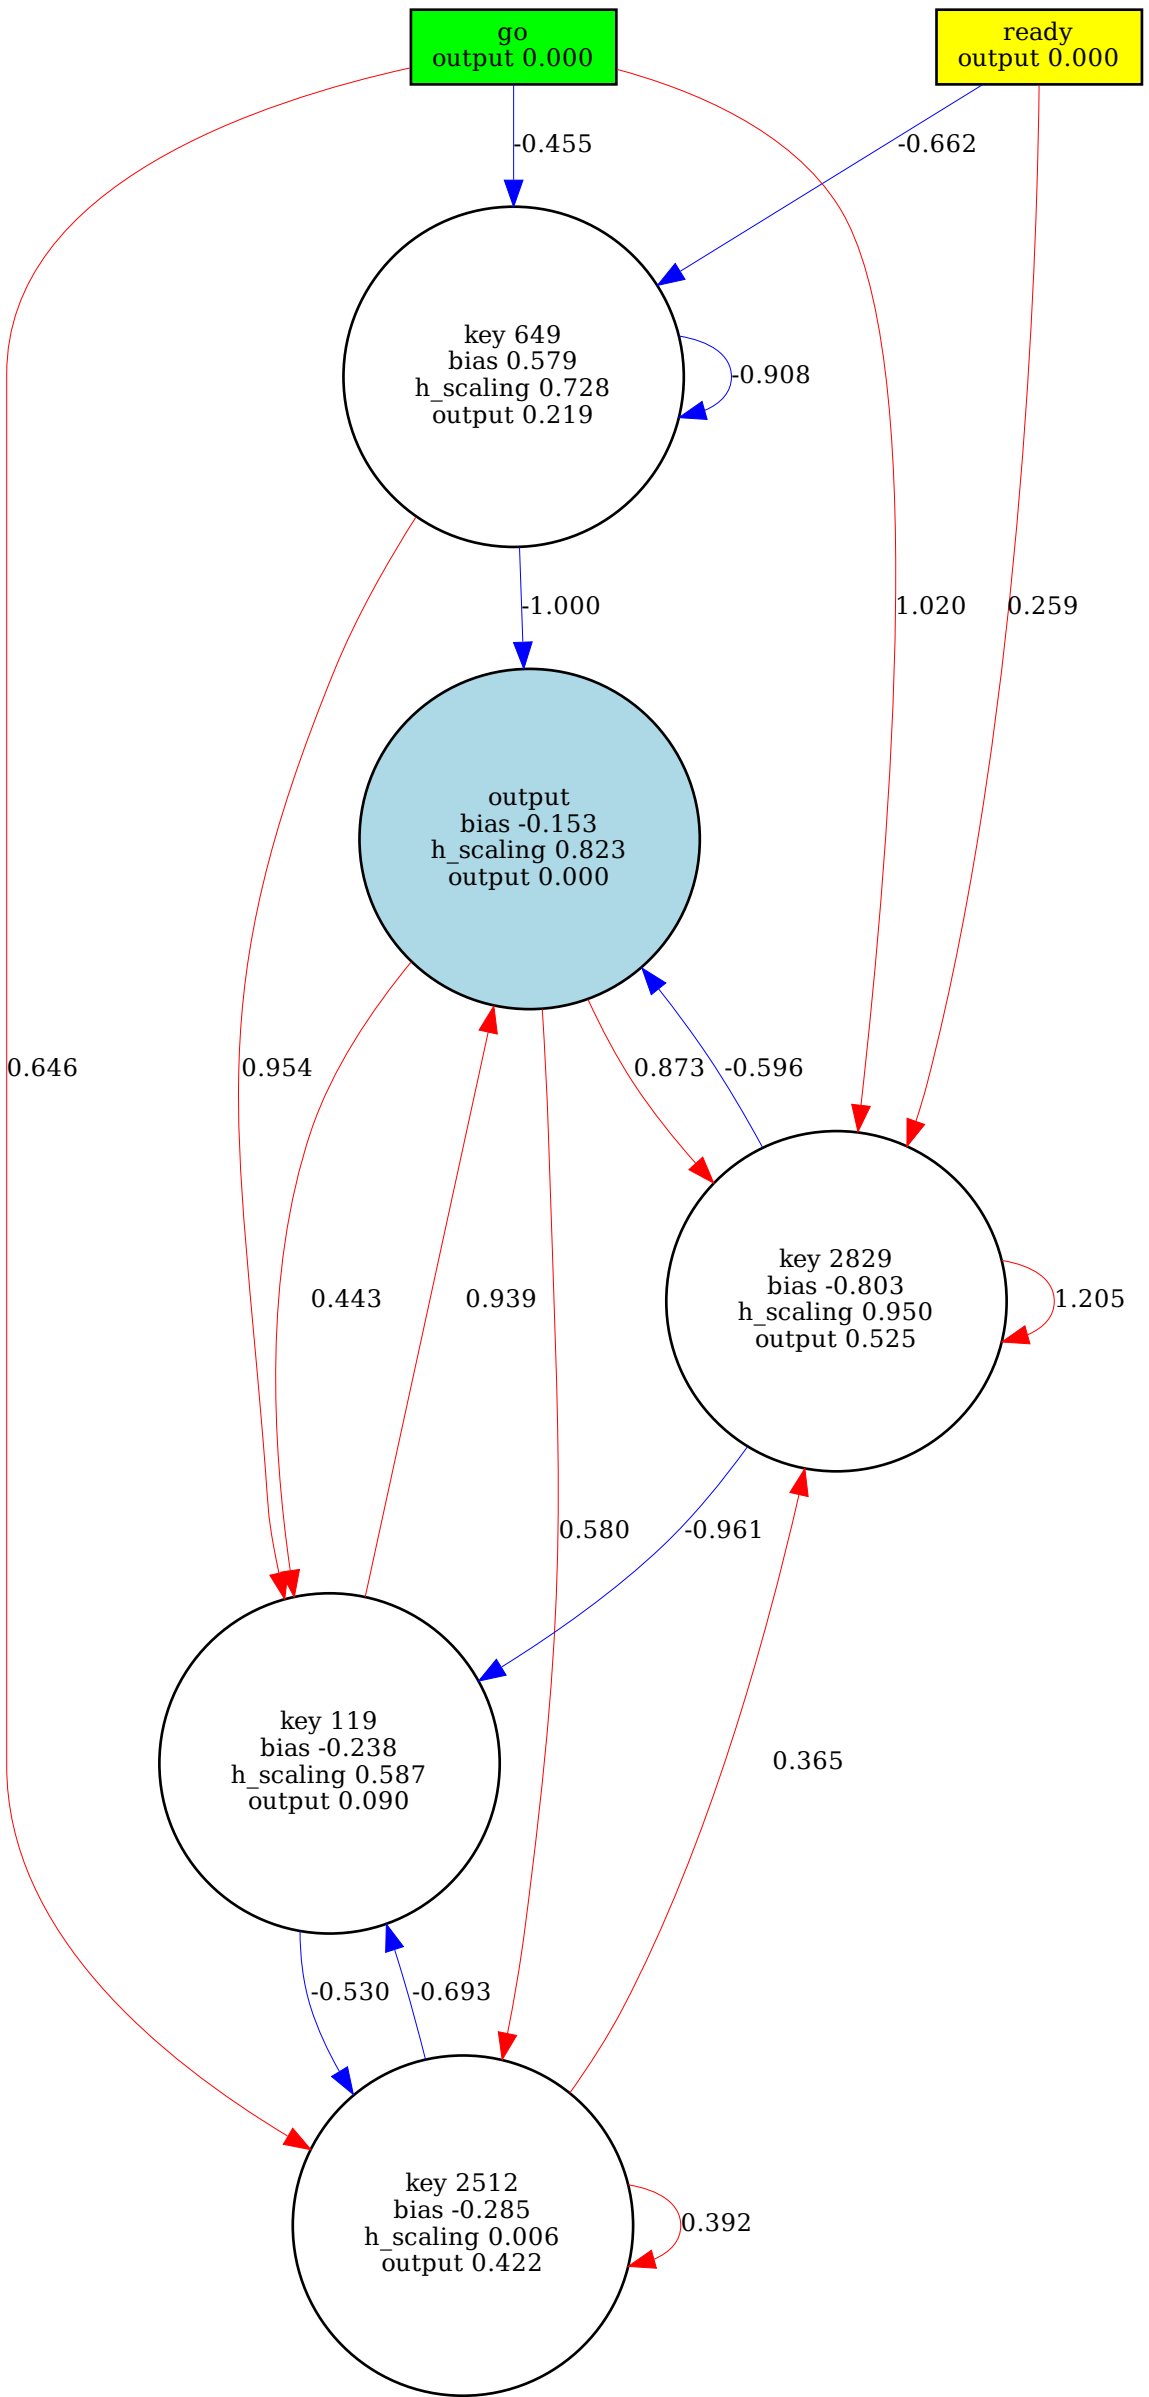 go
output 0.000
ready
output 0.000
-0.455
-0.662
key 649
bias 0.579
h_scaling 0.728
output 0.219
-0.908
-1.000
1.020
0.259
output
bias -0.153
h_scaling 0.823
output 0.000
0.646
0.954
0.873
-0.596
key 2829
bias -0.803
h_scaling 0.950
output 0.525
0.443
0.939
1.205
0.580
-0.961
key 119
bias -0.238
h_scaling 0.587
output 0.090
0.365
-0.530
-0.693
key 2512
bias -0.285
h_scaling 0.006
output 0.422
0.392